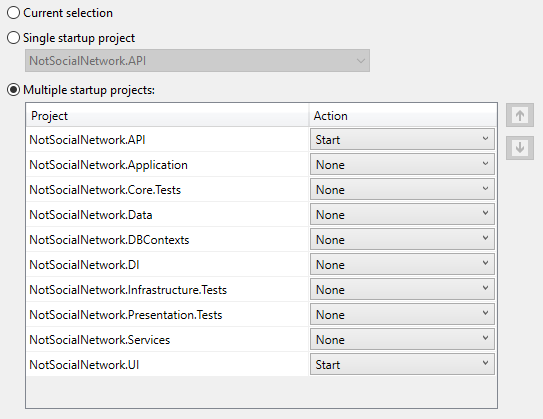 Current selection
Single startup project
NotSocialNetwork.API
Multiple startup projects:
Project Action
NotSocialNetwork.API Start
NotSocialNetwork.Application None
NotSocialNetwork.Core.Tests None
NotSocialNetwork.Data None
NotSocialNetwork.DBContexts None
NotSocialNetwork.DI None
NotSocialNetwork.Infrastructure.Tests None
NotSocialNetwork.Presentation.Tests None
NotSocialNetwork.Services None
NotSocialNetwork.UI Start